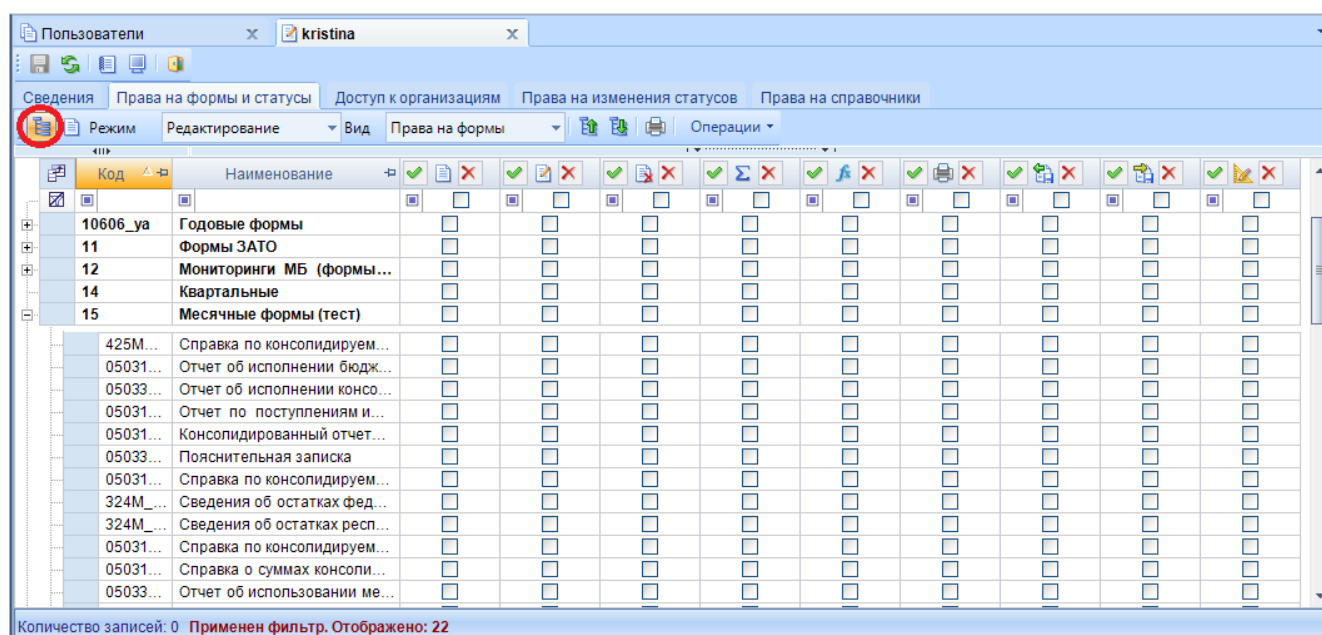 Пользователи kristina
Сведения Права на формы и статусы Доступ к организациям Права на изменения статусов Права на справочники
Режим Редактирование Вид Права на формы Операции
Код Наименование
10606_ya Годовые формы
11 Формы ЗАТО
12 Мониторинги МБ (формы...
14 Квартальные
15 Месячные формы (тест)
425М... Справка по консолидируем...
05031... Отчет об исполнении бюдж...
05033... Отчет об исполнении консо...
05031... Отчет по поступлениям и...
05031... Консолидированный отчет...
05033... Пояснительная записка
05031... Справка по консолидируем...
324М_... Сведения об остатках фед...
324М_... Сведения об остатках респ...
05031... Справка по консолидируем...
05031... Справка о суммах консоли...
05033... Отчет об использовании ме...
Количество записей: 0 Применен фильтр. Отображено: 22